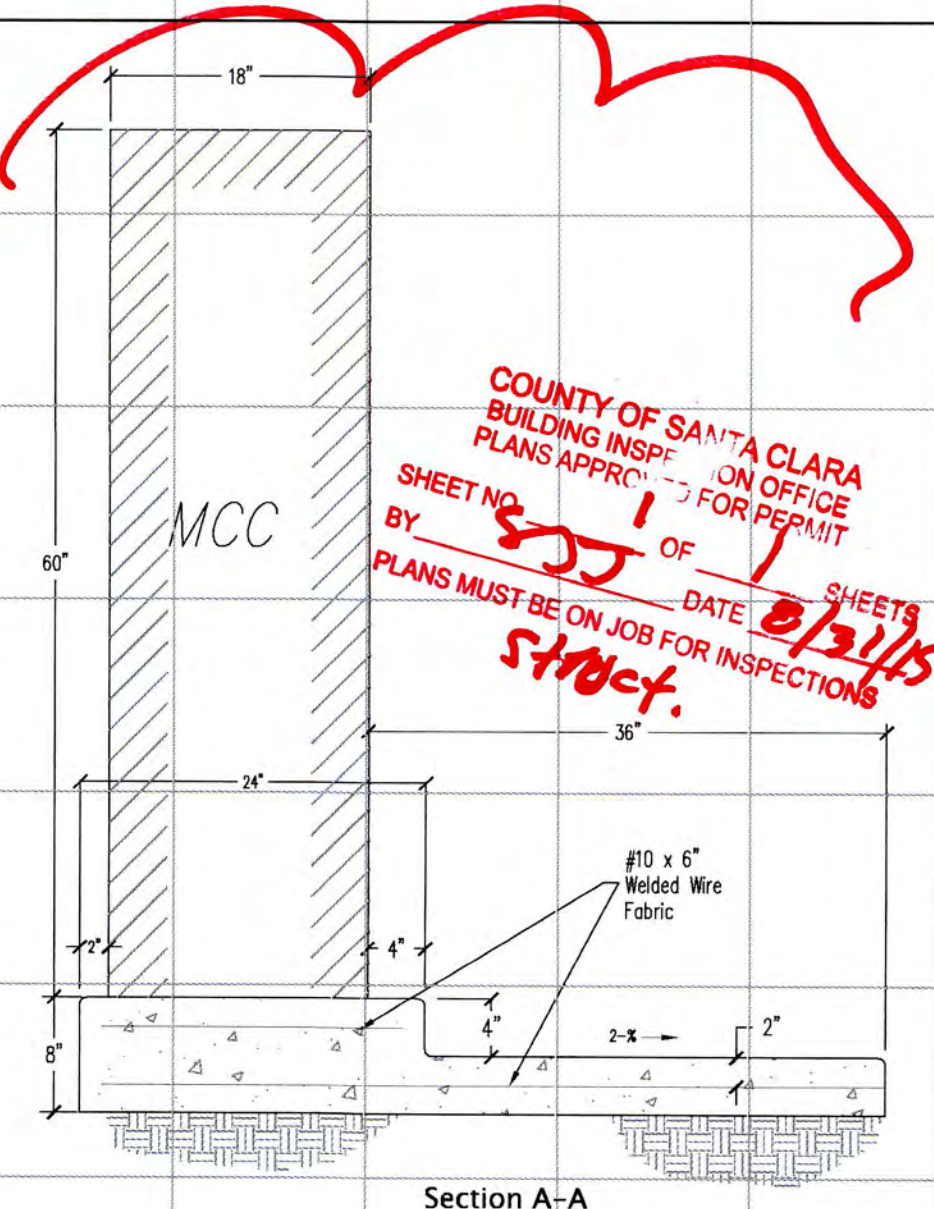 18"
COUNTY OF SANTA CLARA
BUILDING INSPE ION OFFICE
PLANS APPROVED FOR PERMIT
SHEET NO. 1 OF 1 SHEETS
BY DATE 8/31/15
PLANS MUST BE ON JOB FOR INSPECTIONS
Struct.
MCC
60"
36"
24"
#10 x 6"
Welded Wire
Fabric
2"
4"
8"
4"
2-%
2"
Section A-A